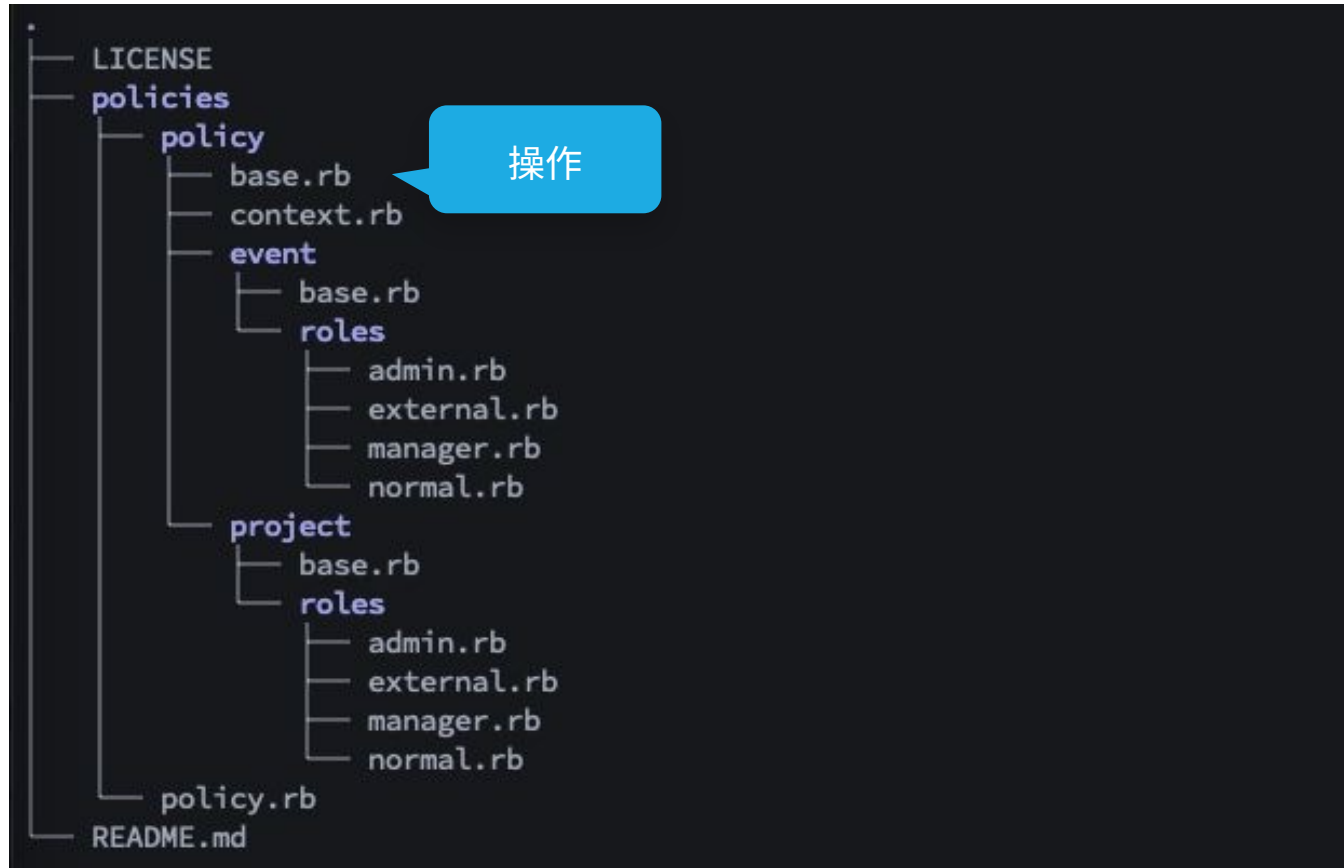 .
LICENSE
policies
policy
base.rb
操作
context.rb
event
base.rb
roles
admin.rb
external.rb
manager.rb
normal.rb
project
base.rb
roles
admin.rb
external.rb
manager.rb
normal.rb
policy.rb
README.md